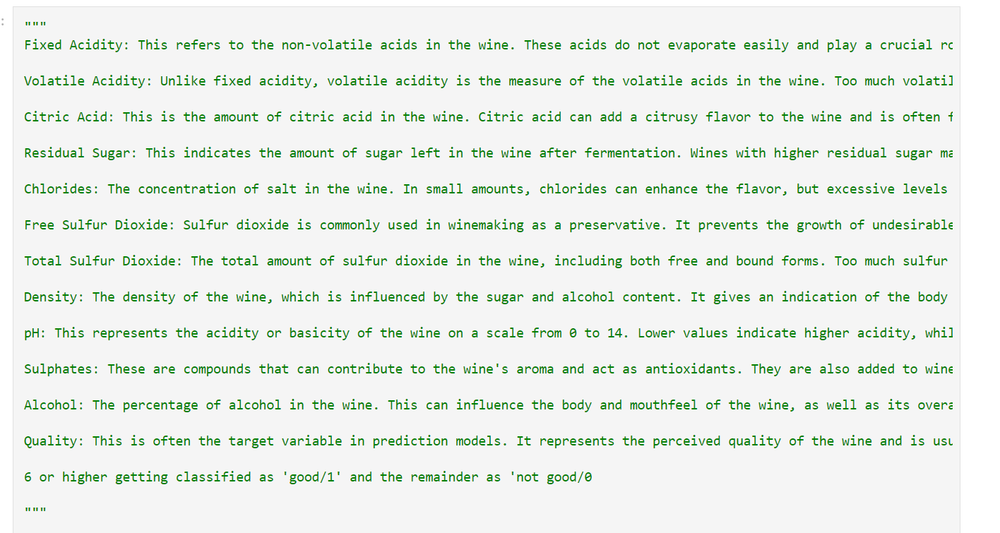 """
Fixed Acidity: This refers to the non-volatile acids in the wine. These acids do not evaporate easily and play a crucial
Volatile Acidity: Unlike fixed acidity, volatile acidity is the measure of the volatile acids in the wine. Too much
Citric Acid: This is the amount of citric acid in the wine. Citric acid can add a citrusy flavor to the wine and is often
Residual Sugar: This indicates the amount of sugar left in the wine after fermentation. Wines with higher residual sugar
Chlorides: The concentration of salt in the wine. In small amounts, chlorides can enhance the flavor, but excessive levels
Free Sulfur Dioxide: Sulfur dioxide is commonly used in winemaking as a preservative. It prevents the growth of undesirable
Total Sulfur Dioxide: The total amount of sulfur dioxide in the wine, including both free and bound forms. Too much sulfur
Density: The density of the wine, which is influenced by the sugar and alcohol content. It gives an indication of the body
pH: This represents the acidity or basicity of the wine on a scale from 0 to 14. Lower values indicate higher acidity,
Sulphates: These are compounds that can contribute to the wine's aroma and act as antioxidants. They are also added to wine
Alcohol: The percentage of alcohol in the wine. This can influence the body and mouthfeel of the wine, as well as its
Quality: This is often the target variable in prediction models. It represents the perceived quality of the wine and is
6 or higher getting classified as 'good/1' and the remainder as 'not good/0
"""